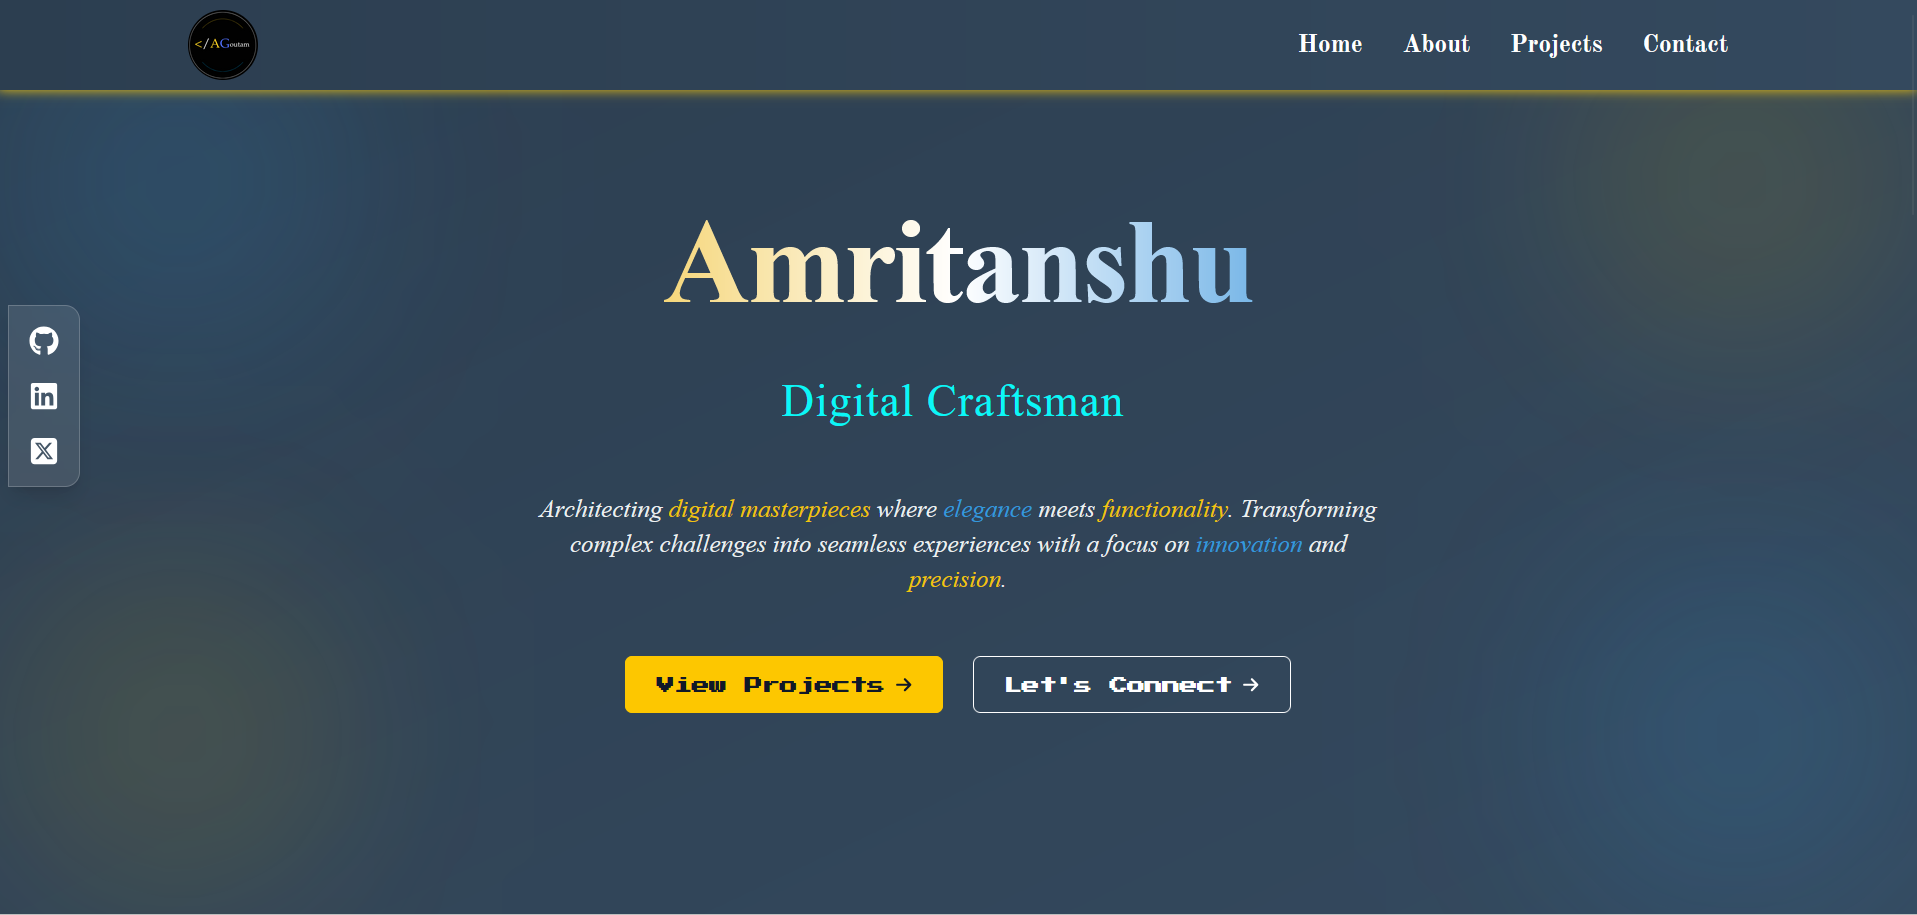 </AGoutam
Home About Projects Contact
Amritanshu
Digital Craftsman
Architecting digital masterpieces where elegance meets functionality. Transforming
complex challenges into seamless experiences with a focus on innovation and
precision.
View Projects → Let's Connect →